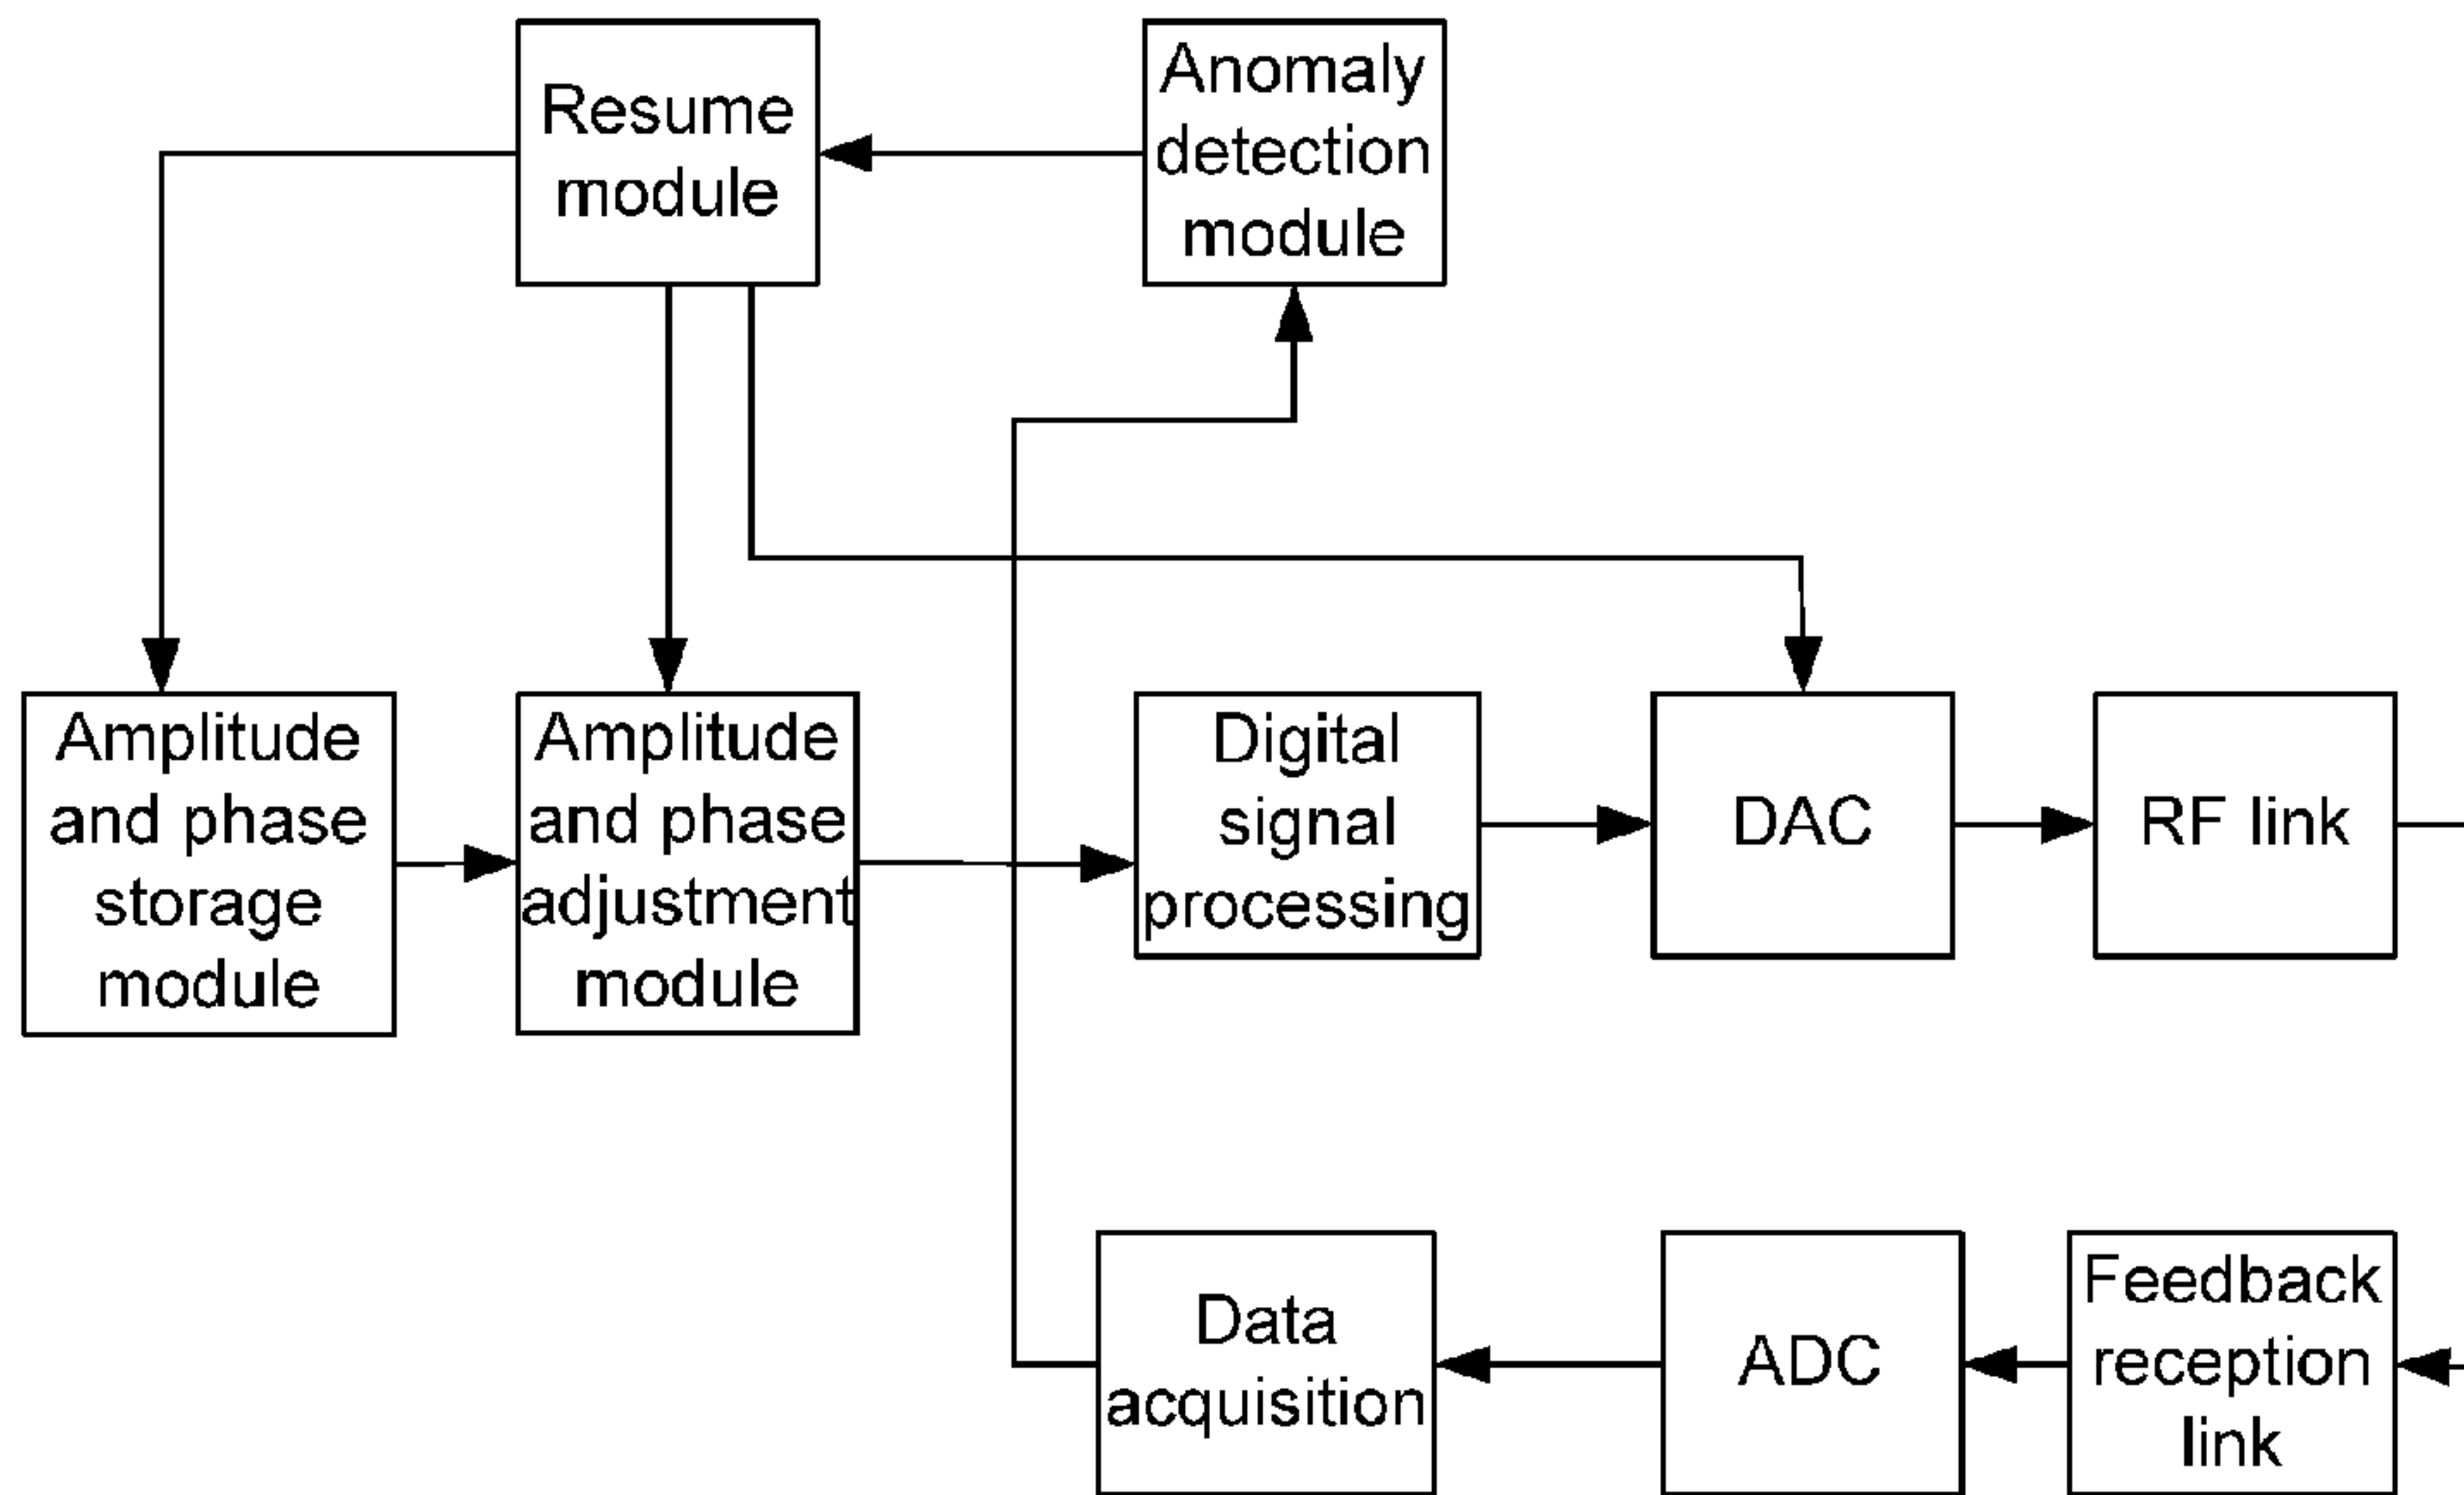 Resume
module
Anomaly
detection
module
Amplitude
and phase
storage
module
Amplitude
and phase
adjustment
module
Digital
signal
processing
DAC
RF link
Data
acquisition
ADC
Feedback
reception
link